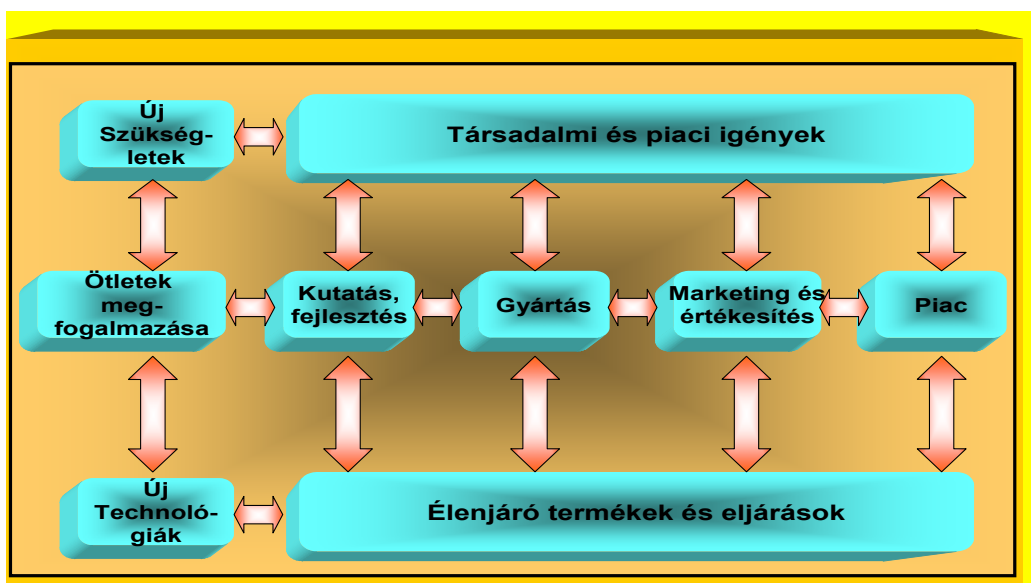 Új
Szükség-
letek
Társadalmi és piaci igények
Ötletek
meg-
fogalmazása
Kutatás,
fejlesztés
Gyártás
Marketing és
értékesítés
Piac
Új
Technoló-
giák
Élenjáró termékek és eljárások